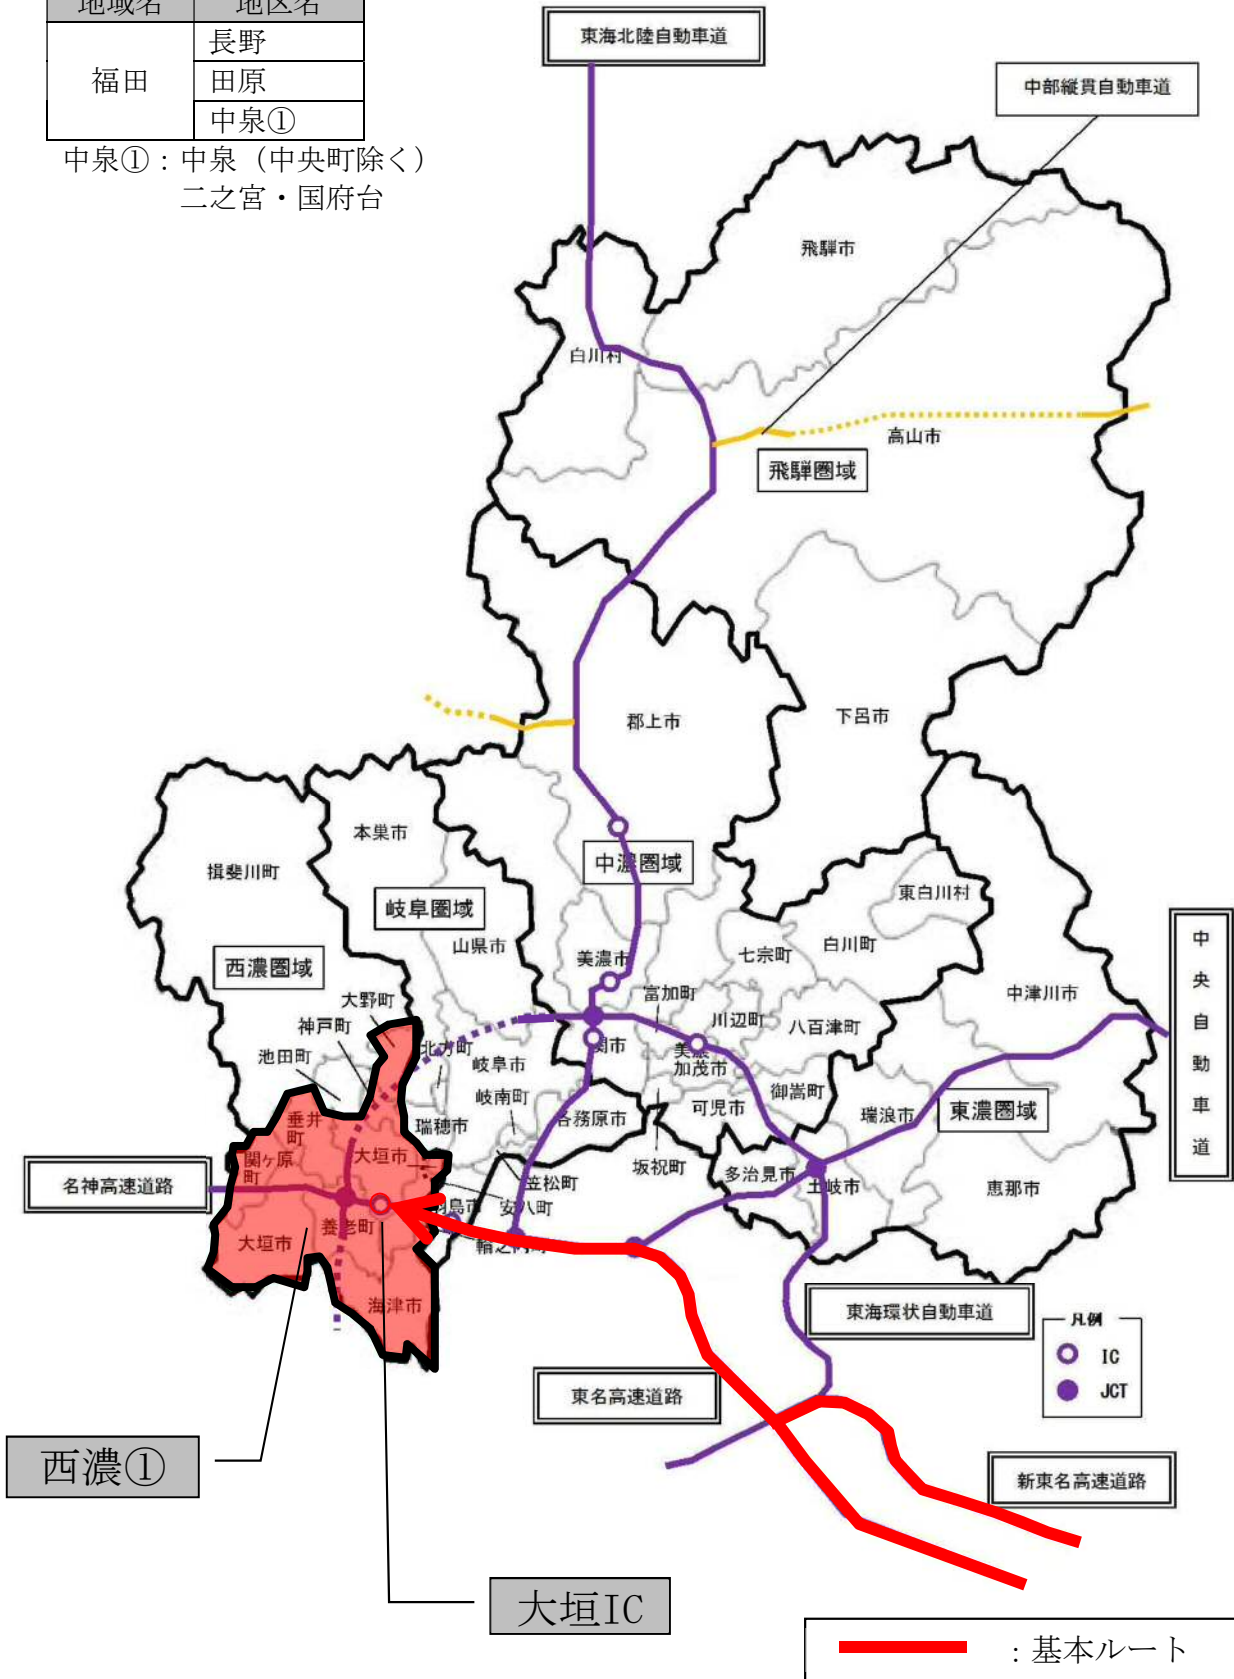 地域名 地区名
福田
長野
田原
中泉①
中泉①：中泉（中央町除く）
二之宮・国府台
東海北陸自動車道
中部縦貫自動車道
飛騨市
白川村
高山市
飛騨圏域
郡上市
下呂市
本巣市
揖斐川町
中濃圏域
岐阜圏域
東白川村
山県市
美濃市
七宗町
白川町
中央自動車道
西濃圏域
大野町
富加町
中津川市
神戸町
川辺町
八百津町
池田町
北方町
岐阜市
関市
美濃加茂市
岐南町
御嵩町
垂井町
瑞穂市
各務原市
可児市
瑞浪市
東濃圏域
関ヶ原町
大垣市
坂祝町
多治見市
土岐市
恵那市
名神高速道路
笠松町
安八町
羽島市
養老町
大垣市
輪之内町
海津市
東海環状自動車道
凡例
IC
JCT
東名高速道路
西濃①
新東名高速道路
大垣IC
：基本ルート